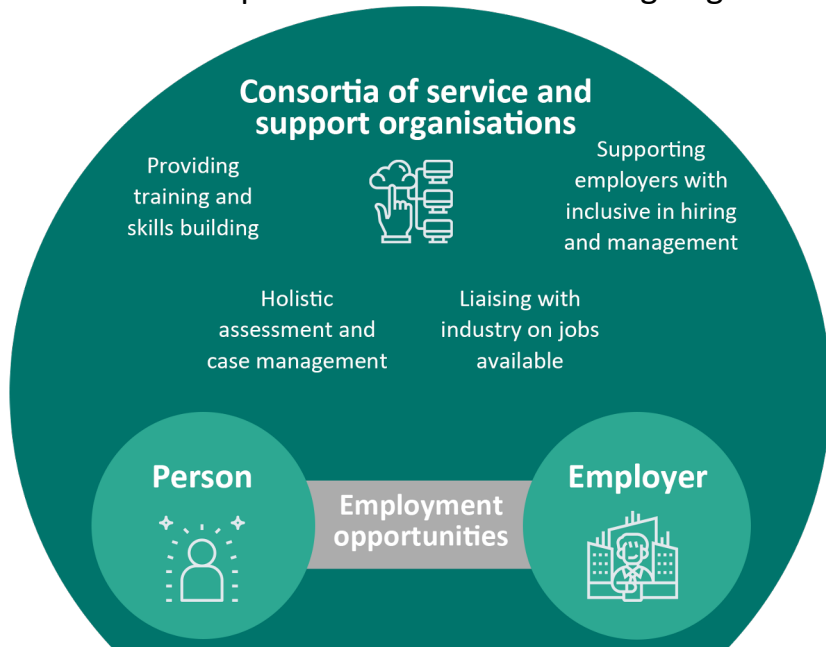 Consortia of service and
support organisations
Providing
training and
skills building
Supporting
employers with
inclusive in hiring
and management
Holistic
assessment and
case management
Liaising with
industry on jobs
available
Person
Employment
opportunities
Employer